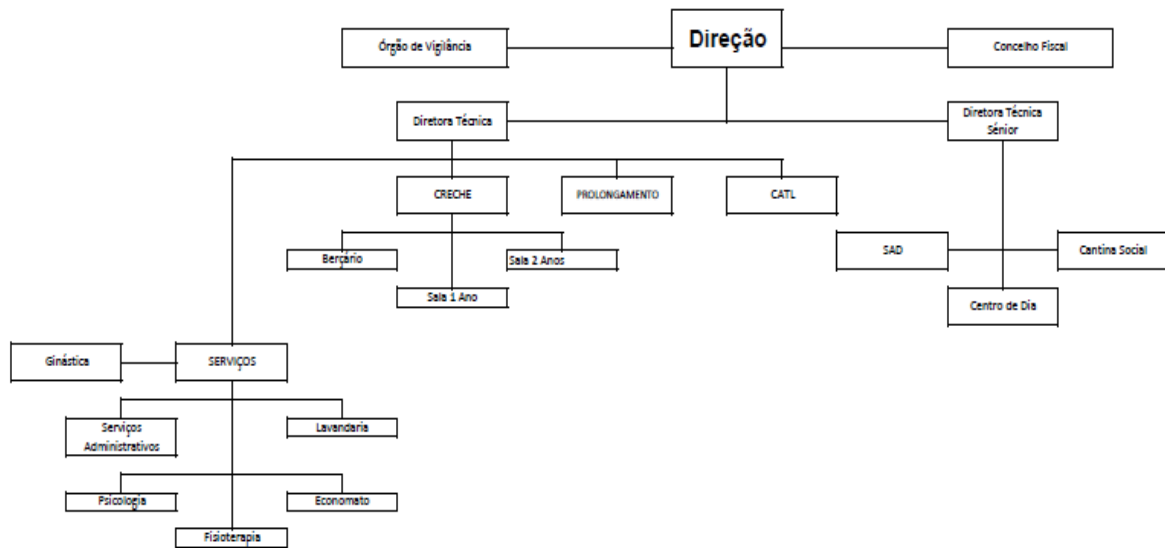 Direção
Órgão de Vigilância
Concelho Fiscal
Diretora Técnica
Diretora Técnica
Sénior
CRECHE
PROLONGAMENTO
CATL
Berçário
Sala 2 Anos
SAD
Cantina Social
Sala 1 Ano
Centro de Dia
Ginástica
SERVIÇOS
Serviços
Administrativos
Lavandaria
Psicologia
Economato
Fisioterapia